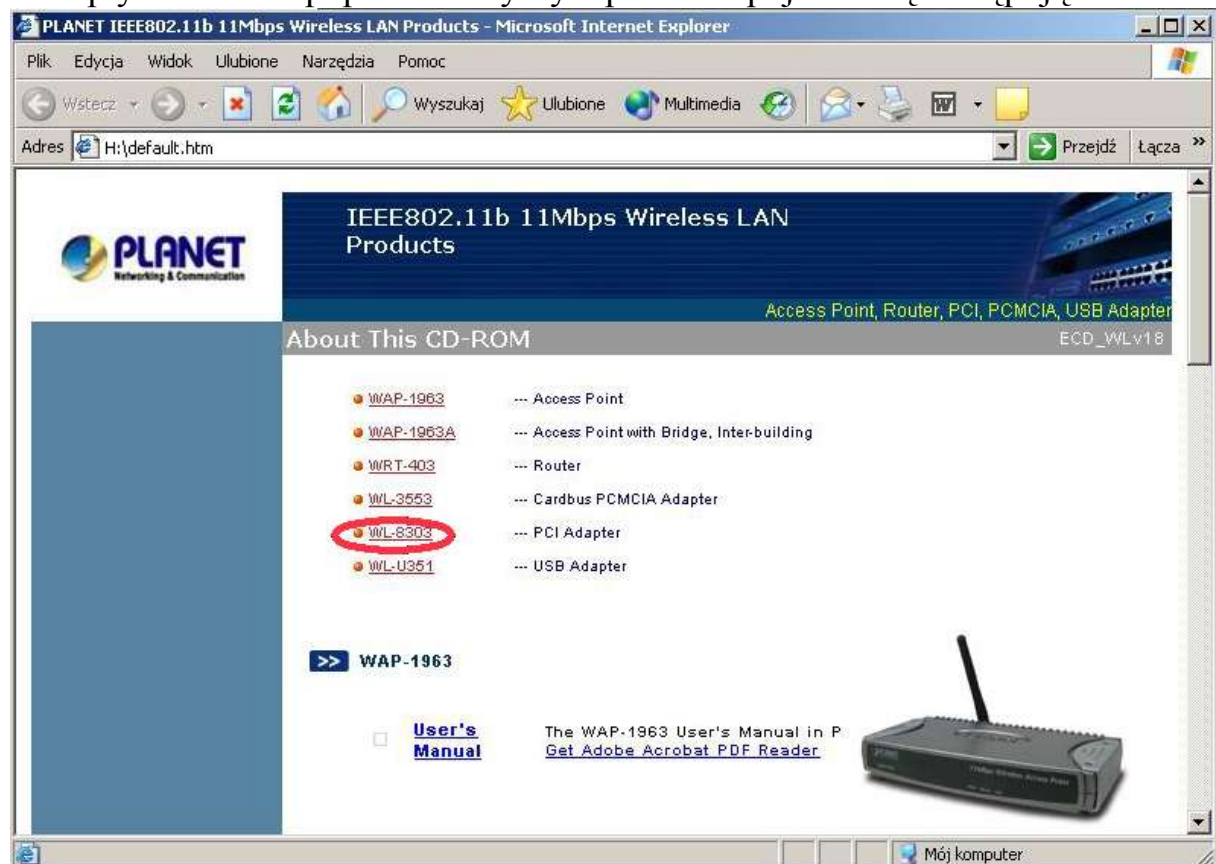 PLANET IEEE802.11b 11Mbps Wireless LAN Products - Microsoft Internet Explorer
Plik Edycja Widok Ulubione Narzędzia Pomoc
Wstecz Wyszukaj Ulubione Multimedia
Adres H:\default.htm Przejdź Łącza »
PLANET
Networking & Communication
IEEE802.11b 11Mbps Wireless LAN
Products
Access Point, Router, PCI, PCMCIA, USB Adapter
About This CD-ROM ECD_WLv18
WAP-1963 --- Access Point
WAP-1963A --- Access Point with Bridge, Inter-building
WRT-403 --- Router
WL-3553 --- Cardbus PCMCIA Adapter
WL-8303 --- PCI Adapter
WL-U351 --- USB Adapter
>> WAP-1963
User's The WAP-1963 User's Manual in P
Manual Get Adobe Acrobat PDF Reader
Mój komputer